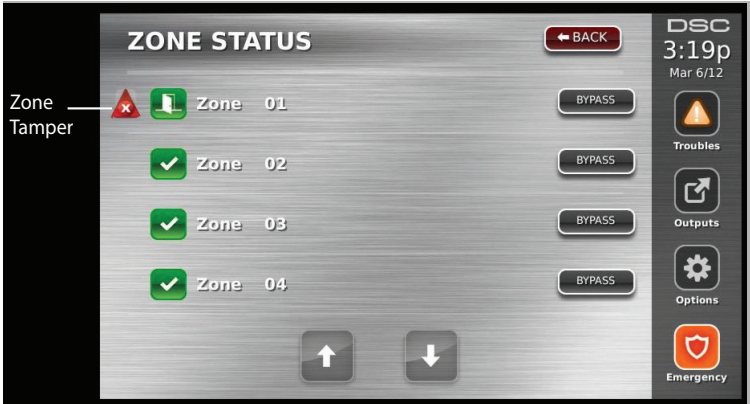 ZONE STATUS
BACK
DSC
3:19p
Mar 6/12
Zone
Tamper
Zone 01
BYPASS
Troubles
Zone 02
BYPASS
Zone 03
BYPASS
Outputs
Zone 04
BYPASS
Options
Emergency